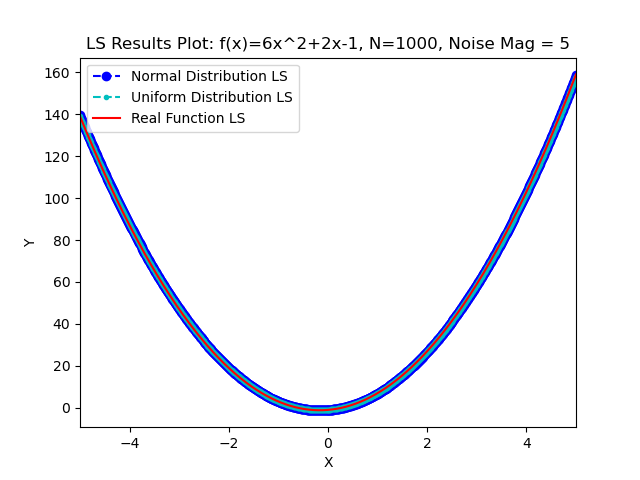 LS Results Plot: f(x)=6x^2+2x-1, N=1000, Noise Mag = 5
Normal Distribution LS
Uniform Distribution LS
Real Function LS
160
140
120
100
80
60
40
20
0
Y
−4
−2
0
2
4
X